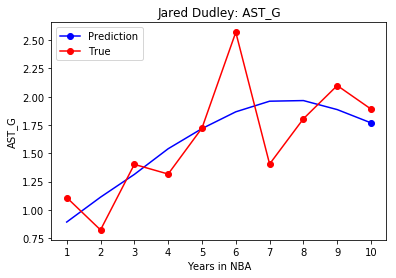 Jared Dudley: AST_G
Prediction
True
2.50
2.25
2.00
1.75
1.50
1.25
1.00
0.75
AST_G
1 2 3 4 5 6 7 8 9 10
Years in NBA